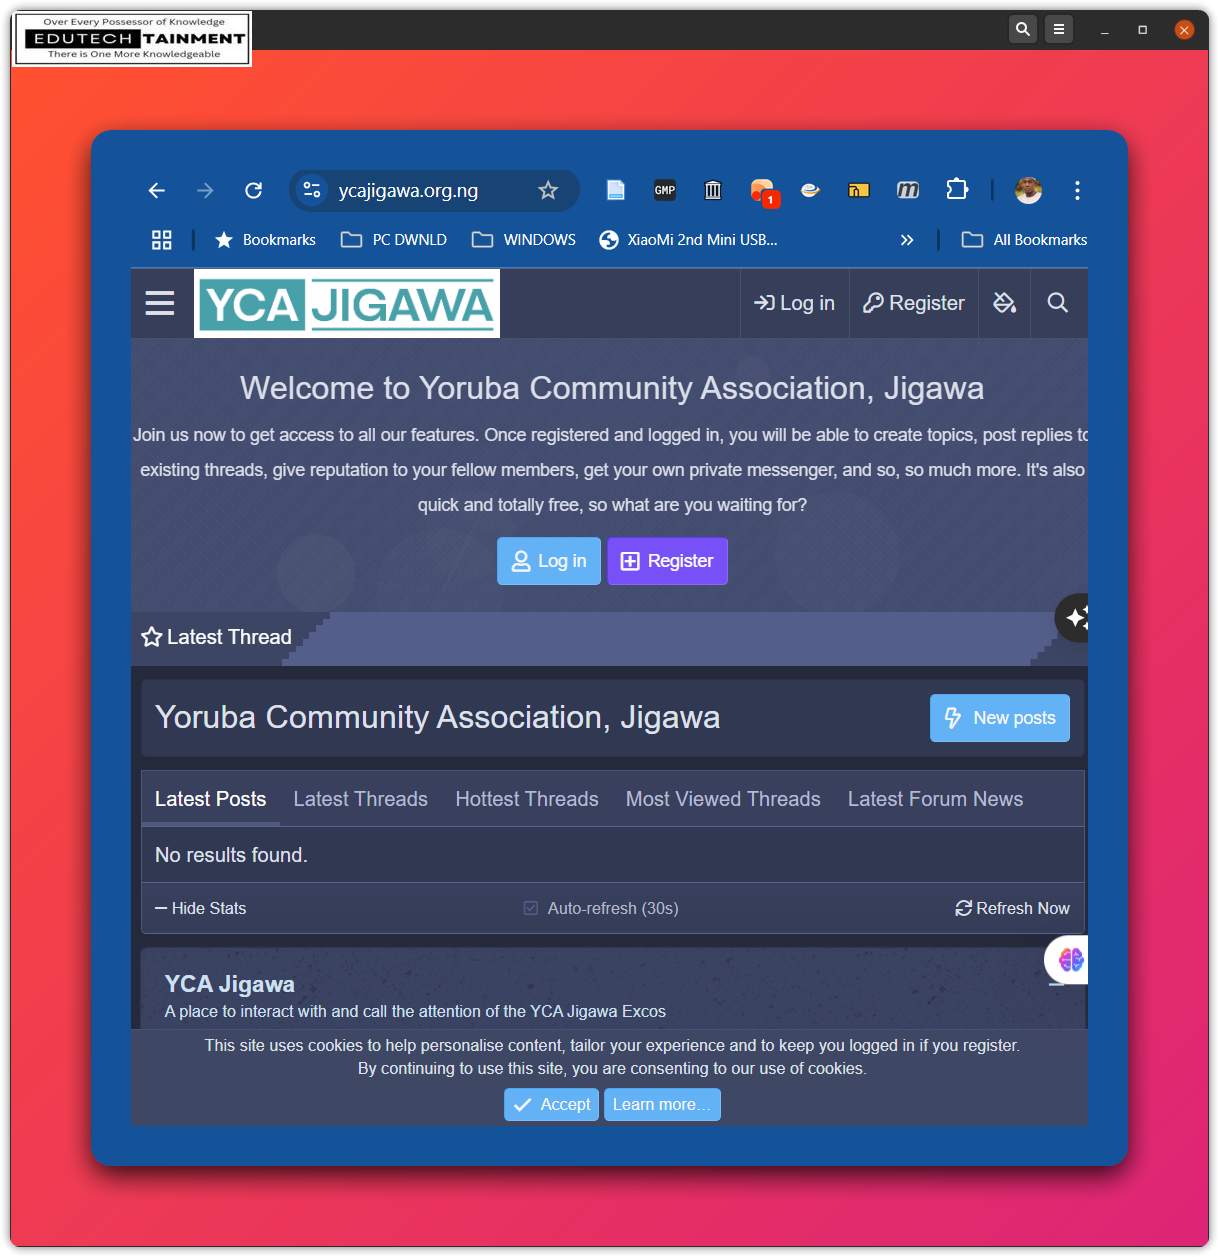 Over Every Possessor of Knowledge
EDUTECH TAINMENT
There is One More Knowledgeable
ycajigawa.org.ng
GMP
1
n
m
Bookmarks
PC DWNLD
WINDOWS
XiaoMi 2nd Mini USB...
All Bookmarks
YCA JIGAWA
Log in
Register
Welcome to Yoruba Community Association, Jigawa
Join us now to get access to all our features. Once registered and logged in, you will be able to create topics, post replies to
existing threads, give reputation to your fellow members, get your own private messenger, and so, so much more. It's also
quick and totally free, so what are you waiting for?
Log in
Register
Latest Thread
Yoruba Community Association, Jigawa
New posts
Latest Posts
Latest Threads
Hottest Threads
Most Viewed Threads
Latest Forum News
No results found.
Hide Stats
Auto-refresh (30s)
Refresh Now
YCA Jigawa
A place to interact with and call the attention of the YCA Jigawa Excos
This site uses cookies to help personalise content, tailor your experience and to keep you logged in if you register.
By continuing to use this site, you are consenting to our use of cookies.
Accept
Learn more…